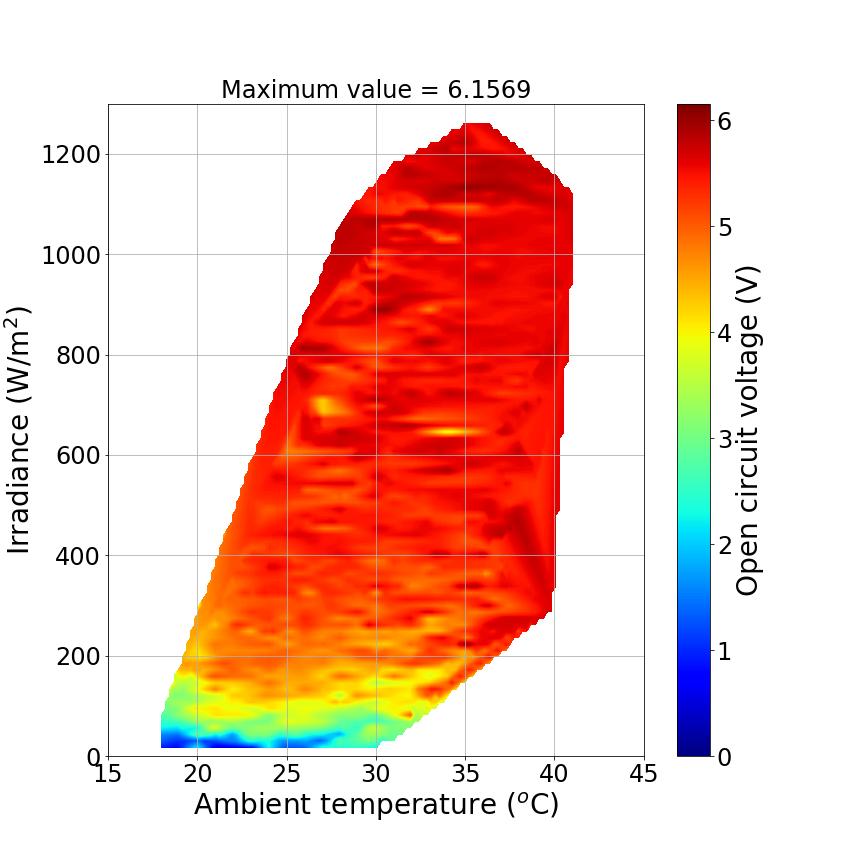 Maximum value = 6.1569
Irradiance (W/m²)
1200
1000
800
600
400
200
0
15 20 25 30 35 40 45
Ambient temperature (°C)
6
5
4
3
2
1
0
Open circuit voltage (V)